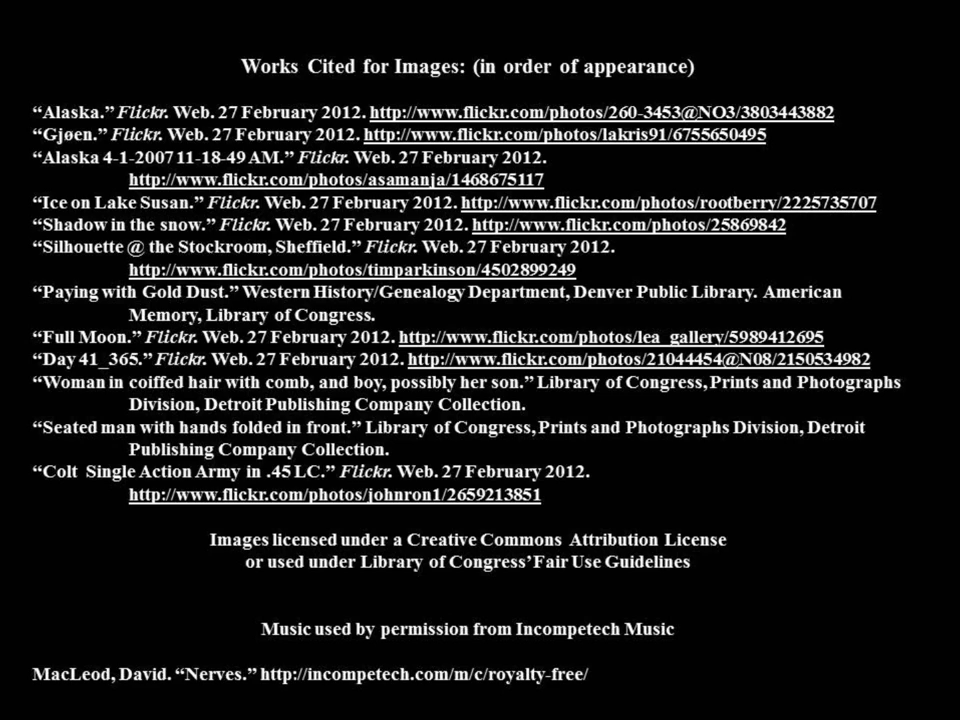 Works Cited for Images: (in order of appearance)
“Alaska.” Flickr. Web. 27 February 2012. http://www.flickr.com/photos/260-3453@NO3/3803443882
“Gjøen.” Flickr. Web. 27 February 2012. http://www.flickr.com/photos/lakris91/6755650495
“Alaska 4-1-2007 11-18-49 AM.” Flickr. Web. 27 February 2012.
http://www.flickr.com/photos/asamanja/1468675117
“Ice on Lake Susan.” Flickr. Web. 27 February 2012. http://www.flickr.com/photos/rootberry/2225735707
“Shadow in the snow.” Flickr. Web. 27 February 2012. http://www.flickr.com/photos/25869842
“Silhouette @ the Stockroom, Sheffield.” Flickr. Web. 27 February 2012.
http://www.flickr.com/photos/timparkinson/4502899249
“Paying with Gold Dust.” Western History/Genealogy Department, Denver Public Library. American
Memory, Library of Congress.
“Full Moon.” Flickr. Web. 27 February 2012. http://www.flickr.com/photos/lea_gallery/5989412695
“Day 41_365.” Flickr. Web. 27 February 2012. http://www.flickr.com/photos/21044454@N08/2150534982
“Woman in coiffed hair with comb, and boy, possibly her son.” Library of Congress, Prints and Photographs
Division, Detroit Publishing Company Collection.
“Seated man with hands folded in front.” Library of Congress, Prints and Photographs Division, Detroit
Publishing Company Collection.
“Colt Single Action Army in .45 LC.” Flickr. Web. 27 February 2012.
http://www.flickr.com/photos/johnron1/2659213851
Images licensed under a Creative Commons Attribution License
or used under Library of Congress’ Fair Use Guidelines
Music used by permission from Incompetech Music
MacLeod, David. “Nerves.” http://incompetech.com/m/c/royalty-free/